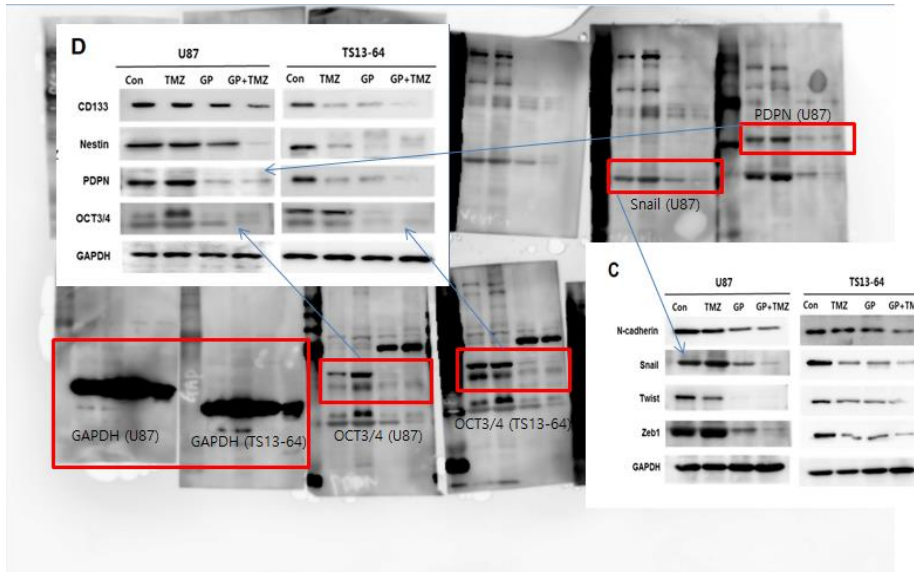 D
U87
TS13-64
Con TMZ GP GP+TMZ
Con TMZ GP GP+TMZ
CD133
Nestin
PDPN
OCT3/4
GAPDH
PDPN (U87)
Snail (U87)
C
U87
TS13-64
Con TMZ GP GP+TMZ
Con TMZ GP GP+TM
N-cadherin
Snail
Twist
Zeb1
GAPDH
GAPDH (U87)
GAPDH (TS13-64)
OCT3/4 (U87)
OCT3/4 (TS13-64)